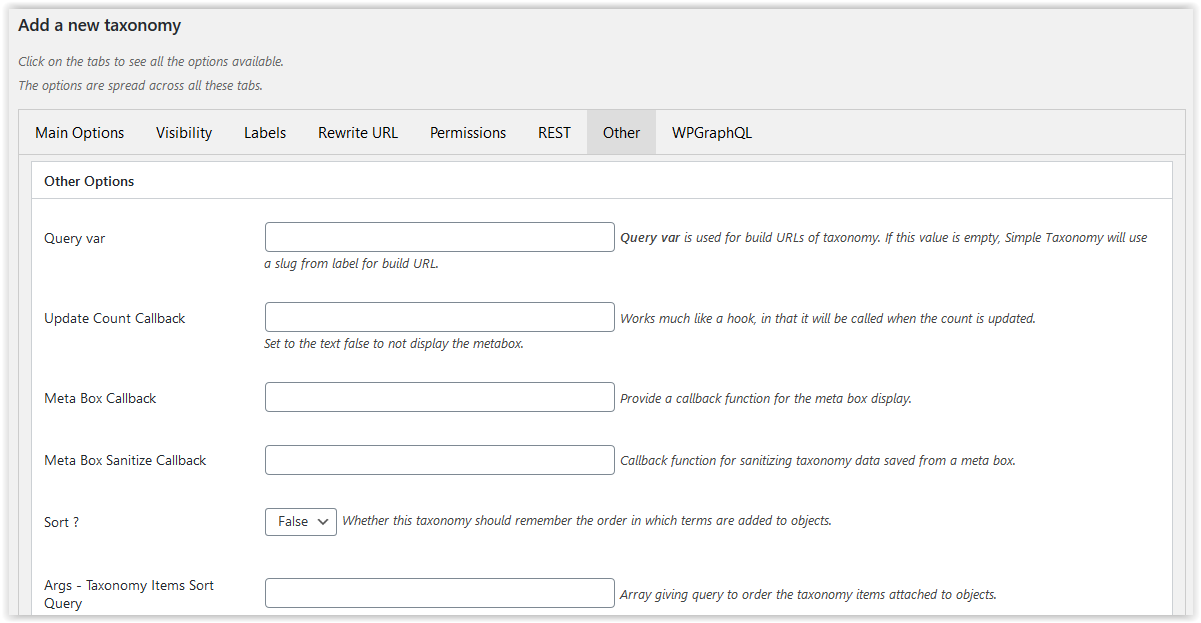 Add a new taxonomy
Click on the tabs to see all the options available.
The options are spread across all these tabs.
Main Options Visibility Labels Rewrite URL Permissions REST Other WPGraphQL
Other Options
Query var Query var is used for build URLs of taxonomy. If this value is empty, Simple Taxonomy will use
a slug from label for build URL.
Update Count Callback Works much like a hook, in that it will be called when the count is updated.
Set to the text false to not display the metabox.
Meta Box Callback Provide a callback function for the meta box display.
Meta Box Sanitize Callback Callback function for sanitizing taxonomy data saved from a meta box.
Sort ? False Whether this taxonomy should remember the order in which terms are added to objects.
Args - Taxonomy Items Sort
Query Array giving query to order the taxonomy items attached to objects.